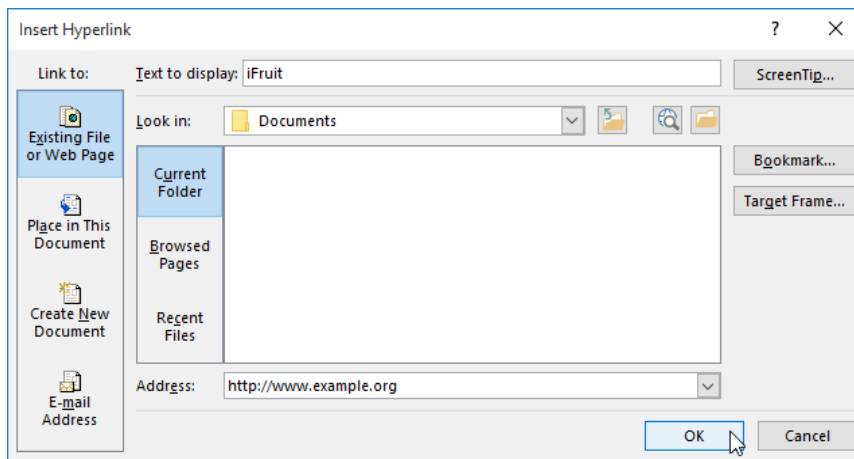 Insert Hyperlink
?
Link to:
Text to display: iFruit
ScreenTip...
Existing File
or Web Page
Look in:
Documents
Current
Folder
Bookmark...
Place in This
Document
Target Frame...
Browsed
Pages
Create New
Document
Recent
Files
E-mail
Address
Address: http://www.example.org
OK
Cancel